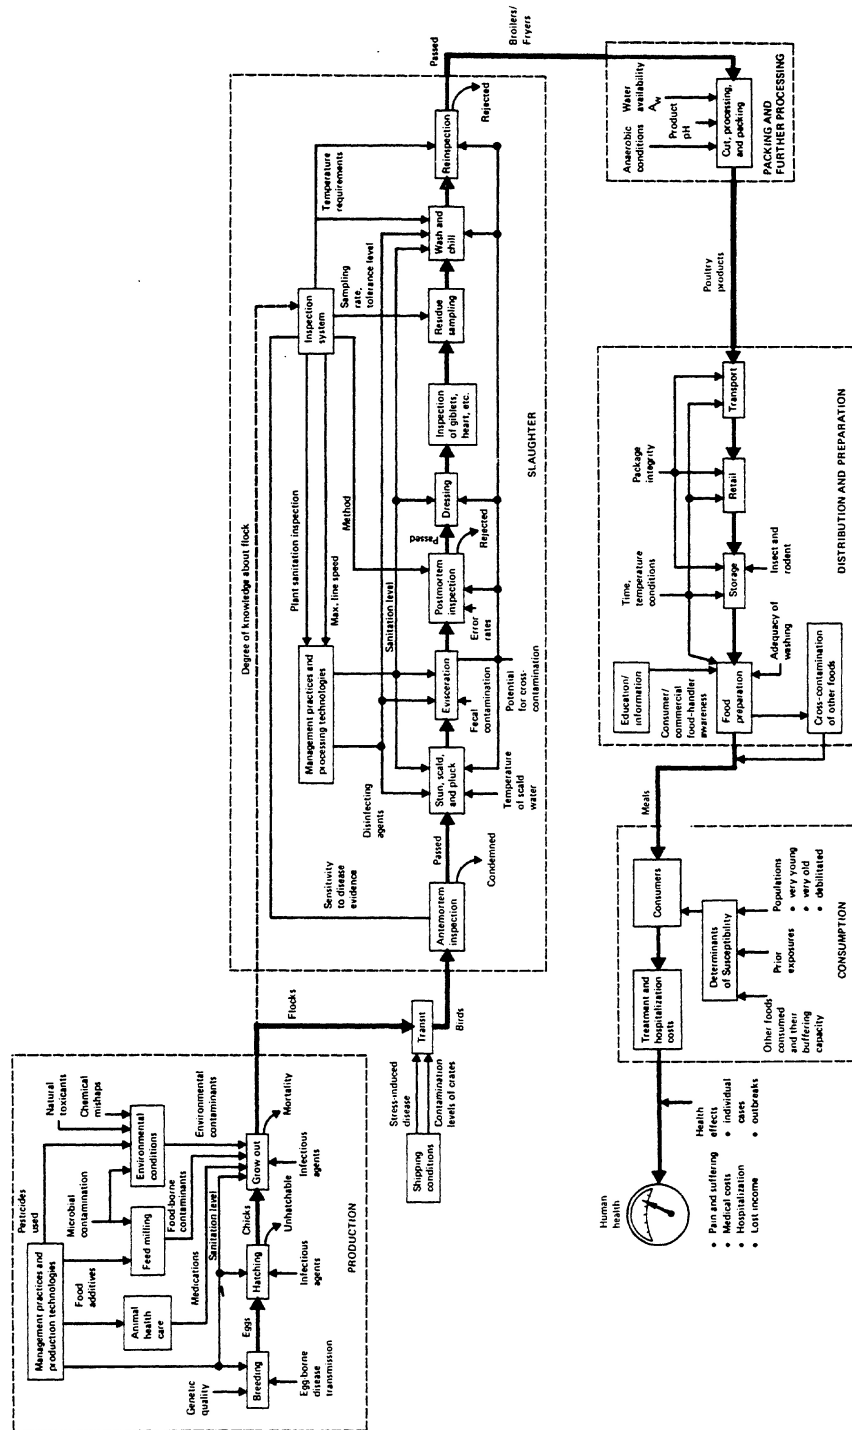 Pesticides
used
Microbial
contamination
Natural
toxicants
Chemical
mishaps
Management practices and
production technologies
Food
additives
Animal
health
care
Feed milling
Environmental
conditions
Medications
Food-borne
contaminants
Sanitation level
Environmental
contaminants
Genetic
quality
Breeding
Eggs
Hatching
Chicks
Grow out
Mortality
Unhatchable
Egg-borne
disease
transmission
Infectious
agents
Infectious
agents
PRODUCTION
Flocks
Stress-induced
disease
Shipping
conditions
Contamination
levels of crates
Transit
Birds
Degree of knowledge about flock
Sensitivity
to disease
evidence
Management practices and
processing technologies
Plant sanitation inspection
Max. line speed
Method
Inspection
system
Sampling
rate,
tolerance level
Temperature
requirements
Disinfecting
agents
Sanitation level
Antemortem
inspection
Condemned
Passed
Stun, scald,
and pluck
Temperature
of scald
water
Evisceration
Fecal
contamination
Potential
for cross-
contamination
Postmortem
inspection
Error
rates
Passed
Rejected
Dressing
Inspection
of giblets,
heart, etc.
Residue
sampling
Wash and
chill
Reinspection
Rejected
Passed
SLAUGHTER
Broilers/
Fryers
Anaerobic
conditions
Product
pH
Water
availability
Aw
Cut, processing,
and packing
PACKING AND
FURTHER PROCESSING
Poultry
products
Transport
Retail
Storage
Package
integrity
Time,
temperature
conditions
Insect and
rodent
Education/
information
Consumer/
commercial
food-handler
awareness
Food
preparation
Adequacy of
washing
Cross-contamination
of other foods
DISTRIBUTION AND PREPARATION
Meals
Consumers
Treatment and
hospitalization
costs
Determinants
of Susceptibility
Other foods
consumed
and their
buffering
capacity
Prior
exposures
Populations
• very young
• very old
• debilitated
CONSUMPTION
Human
health
Health
effects
• individual
cases
• outbreaks
• Pain and suffering
• Medical costs
• Hospitalization
• Lost income